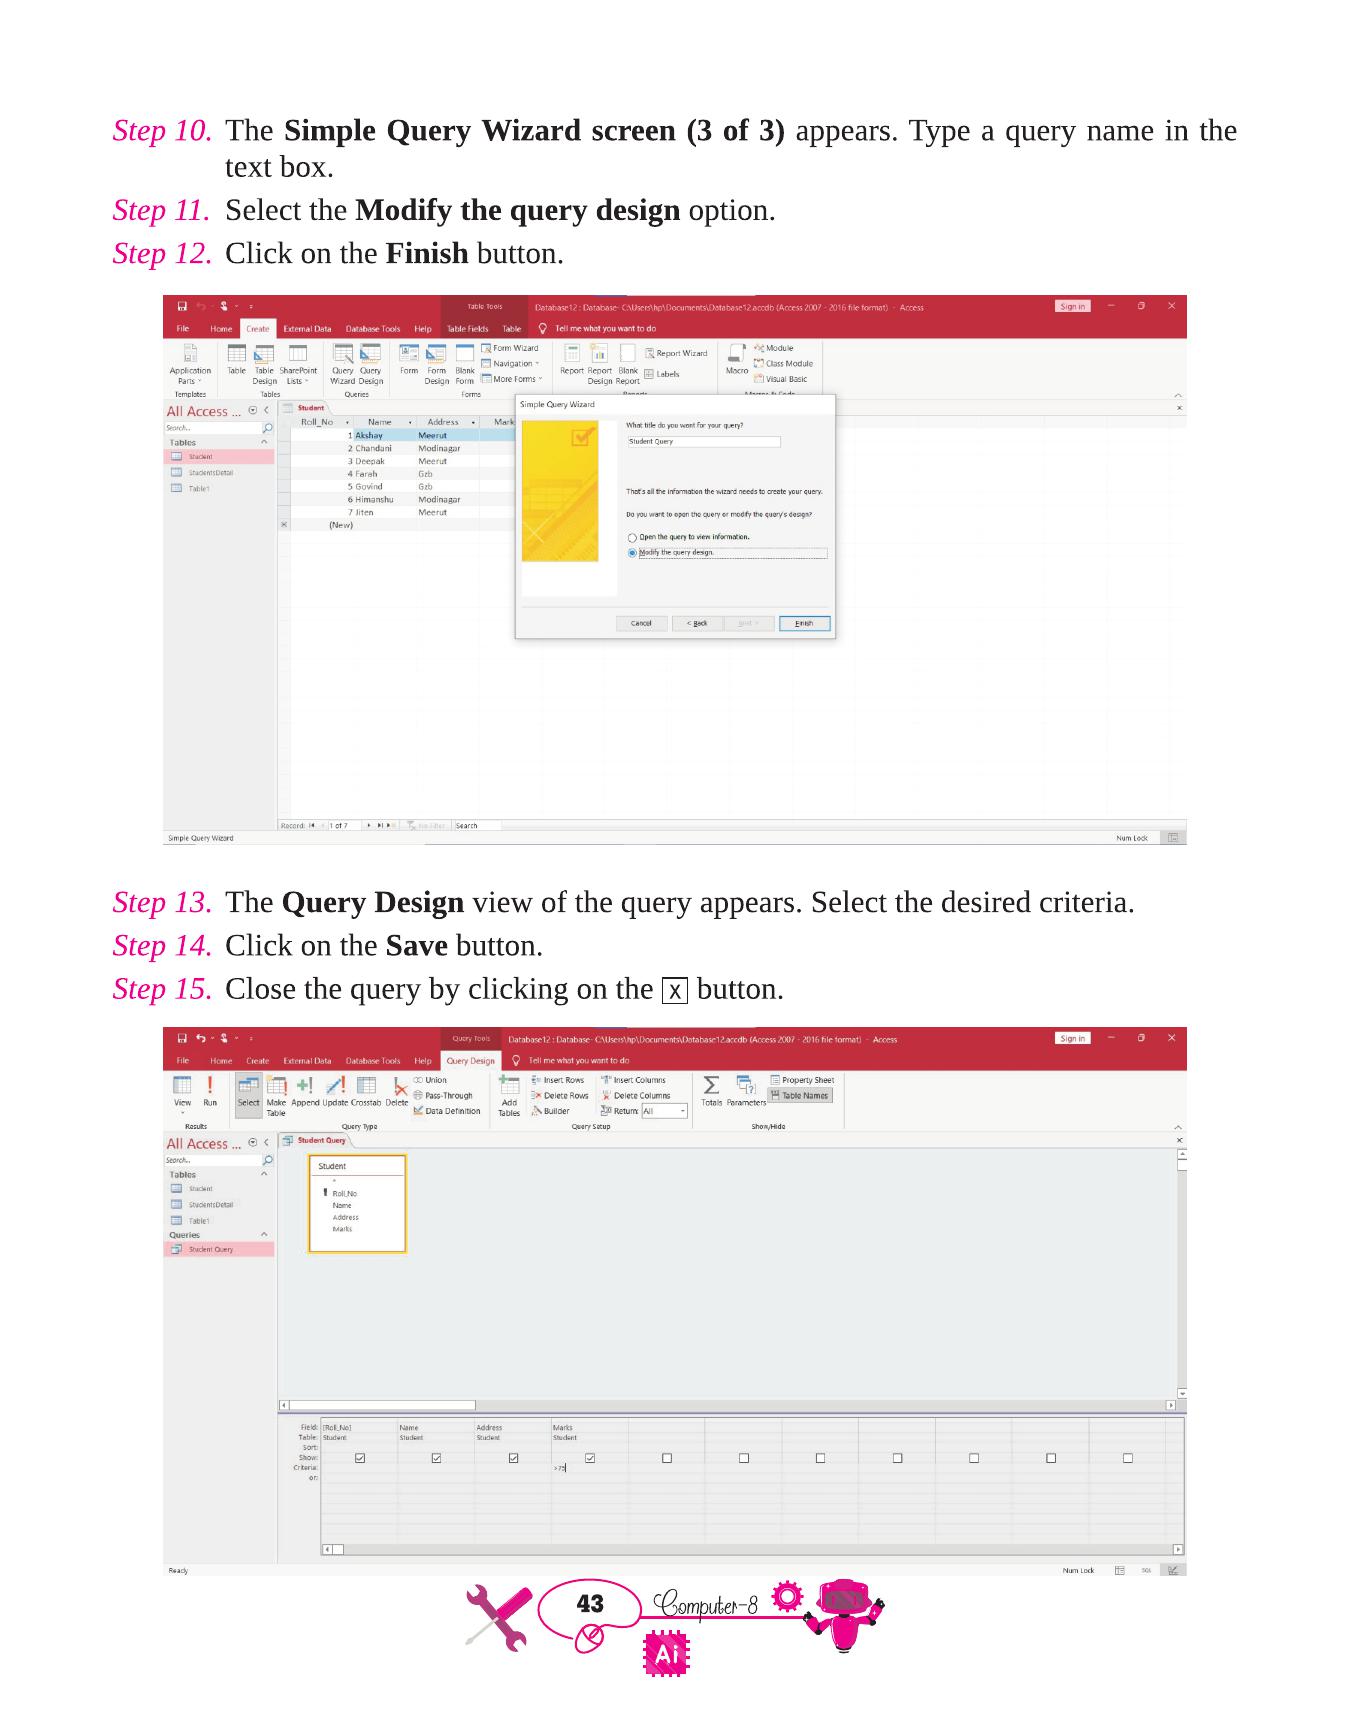 Step 10. The Simple Query Wizard screen (3 of 3) appears. Type a query name in the
text box.
Step 11. Select the Modify the query design option.
Step 12. Click on the Finish button.
Table Tools Database12 : Database- C:\Users\hp\Documents\Database12.accdb (Access 2007 - 2016 file format) - Access Sign in
File Home Create External Data Database Tools Help Table Fields Table Tell me what you want to do
Application Parts Table Table Design SharePoint Lists Query Wizard Query Design Form Form Design Blank Form Form Wizard Navigation More Forms Report Report Design Blank Report Report Wizard Labels Macro Module Class Module Visual Basic
Templates Tables Queries Forms
All Access ... Student
Search...
Tables
Student
StudentsDetail
Table1
Roll_No Name Address Mark
1 Akshay Meerut
2 Chandani Modinagar
3 Deepak Meerut
4 Farah Gzb
5 Govind Gzb
6 Himanshu Modinagar
7 Jiten Meerut
(New)
Simple Query Wizard
What title do you want for your query?
Student Query
That's all the information the wizard needs to create your query.
Do you want to open the query or modify the query's design?
Open the query to view information.
Modify the query design.
Cancel < Back Next > Finish
Record: 1 of 7 No Filter Search
Simple Query Wizard Num Lock
Step 13. The Query Design view of the query appears. Select the desired criteria.
Step 14. Click on the Save button.
Step 15. Close the query by clicking on the X button.
Query Tools Database12 : Database- C:\Users\hp\Documents\Database12.accdb (Access 2007 - 2016 file format) - Access Sign in
File Home Create External Data Database Tools Help Query Design Tell me what you want to do
View Run Select Make Table Append Update Crosstab Delete Union Pass-Through Data Definition Add Tables Insert Rows Delete Rows Builder Insert Columns Delete Columns Return: All Totals Parameters Property Sheet Table Names
Results Query Type Query Setup Show/Hide
All Access ... Student Query
Search...
Tables
Student
StudentsDetail
Table1
Queries
Student Query
Student
*
Roll_No
Name
Address
Marks
Field: [Roll_No] Name Address Marks
Table: Student Student Student Student
Sort:
Show:
Criteria: >75
or:
Ready Num Lock SQL
43 Computer-8
Ai